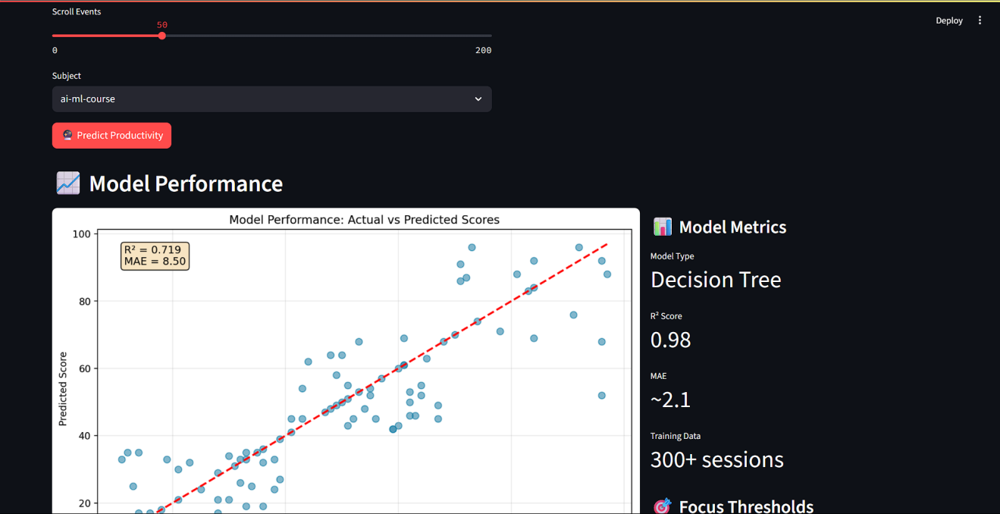 Scroll Events
50
0
200
Subject
ai-ml-course
Predict Productivity
Deploy
Model Performance
Model Performance: Actual vs Predicted Scores
R² = 0.719
MAE = 8.50
100
80
60
40
20
Predicted Score
Model Metrics
Model Type
Decision Tree
R² Score
0.98
MAE
~2.1
Training Data
300+ sessions
Focus Thresholds